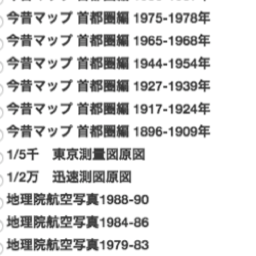 今昔マップ 首都圏編 1975-1978年
今昔マップ 首都圏編 1965-1968年
今昔マップ 首都圏編 1944-1954年
今昔マップ 首都圏編 1927-1939年
今昔マップ 首都圏編 1917-1924年
今昔マップ 首都圏編 1896-1909年
1/5千　東京測量図原図
1/2万　迅速測図原図
地理院航空写真1988-90
地理院航空写真1984-86
地理院航空写真1979-83